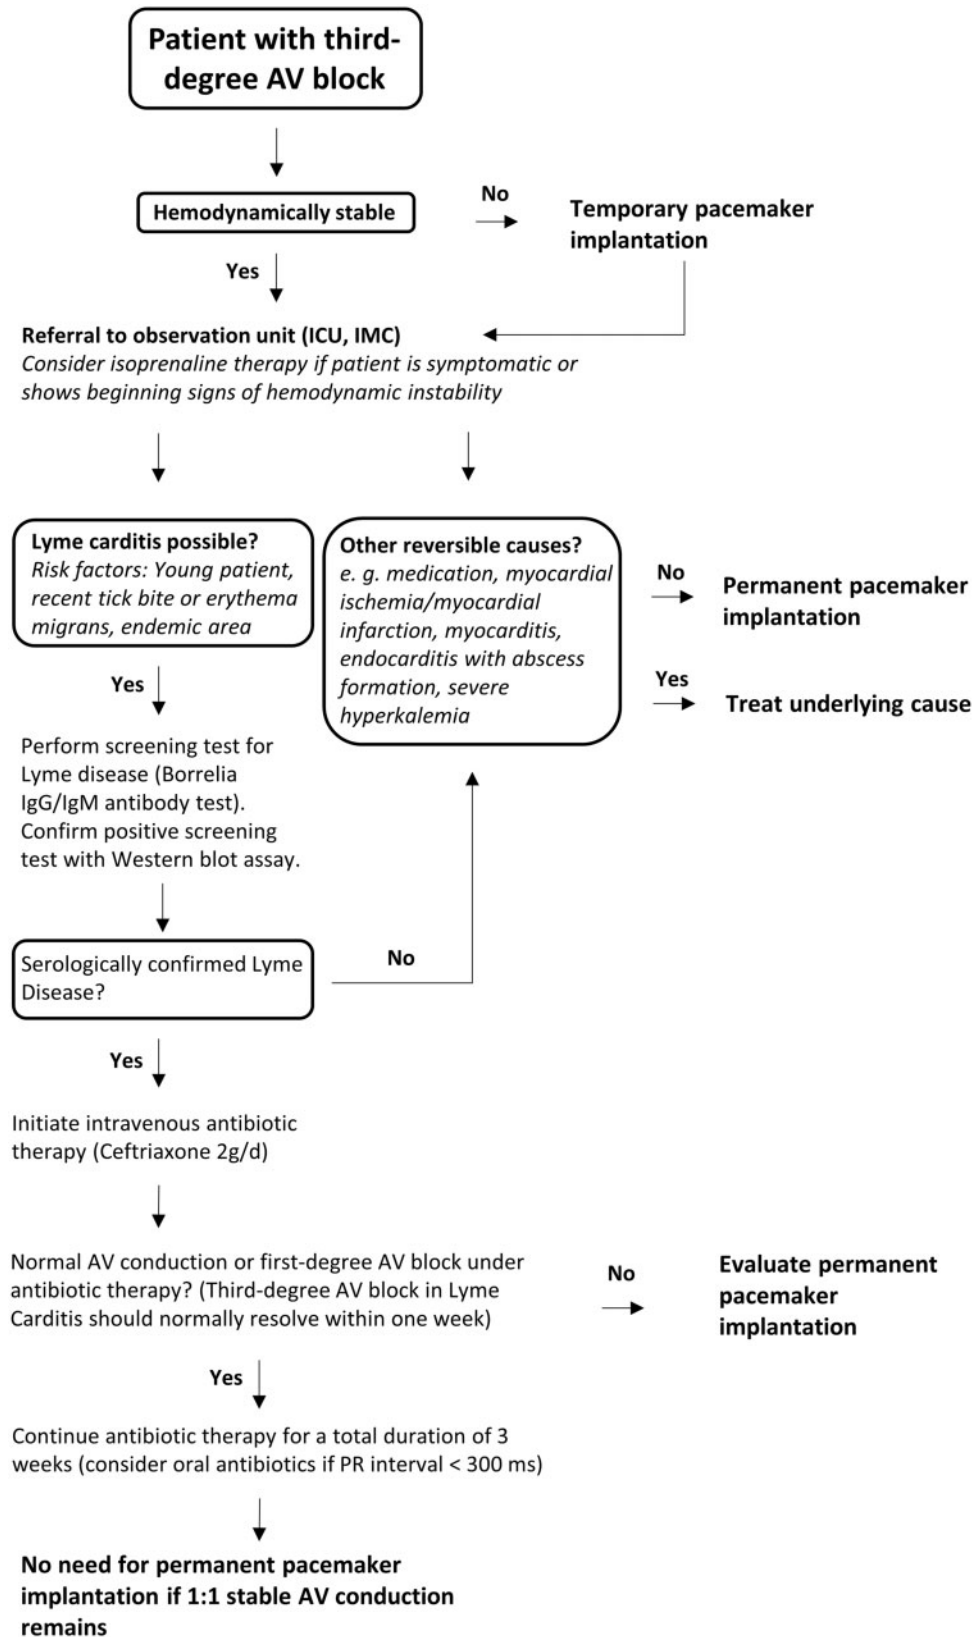 Patient with third-
degree AV block
Hemodynamically stable
No
Temporary pacemaker
implantation
Yes
Referral to observation unit (ICU, IMC)
Consider isoprenaline therapy if patient is symptomatic or
shows beginning signs of hemodynamic instability
Lyme carditis possible?
Risk factors: Young patient,
recent tick bite or erythema
migrans, endemic area
Other reversible causes?
e. g. medication, myocardial
ischemia/myocardial
infarction, myocarditis,
endocarditis with abscess
formation, severe
hyperkalemia
No
Permanent pacemaker
implantation
Yes
Treat underlying cause
Yes
Perform screening test for
Lyme disease (Borrelia
IgG/IgM antibody test).
Confirm positive screening
test with Western blot assay.
Serologically confirmed Lyme
Disease?
No
Yes
Initiate intravenous antibiotic
therapy (Ceftriaxone 2g/d)
Normal AV conduction or first-degree AV block under
antibiotic therapy? (Third-degree AV block in Lyme
Carditis should normally resolve within one week)
No
Evaluate permanent
pacemaker
implantation
Yes
Continue antibiotic therapy for a total duration of 3
weeks (consider oral antibiotics if PR interval < 300 ms)
No need for permanent pacemaker
implantation if 1:1 stable AV conduction
remains